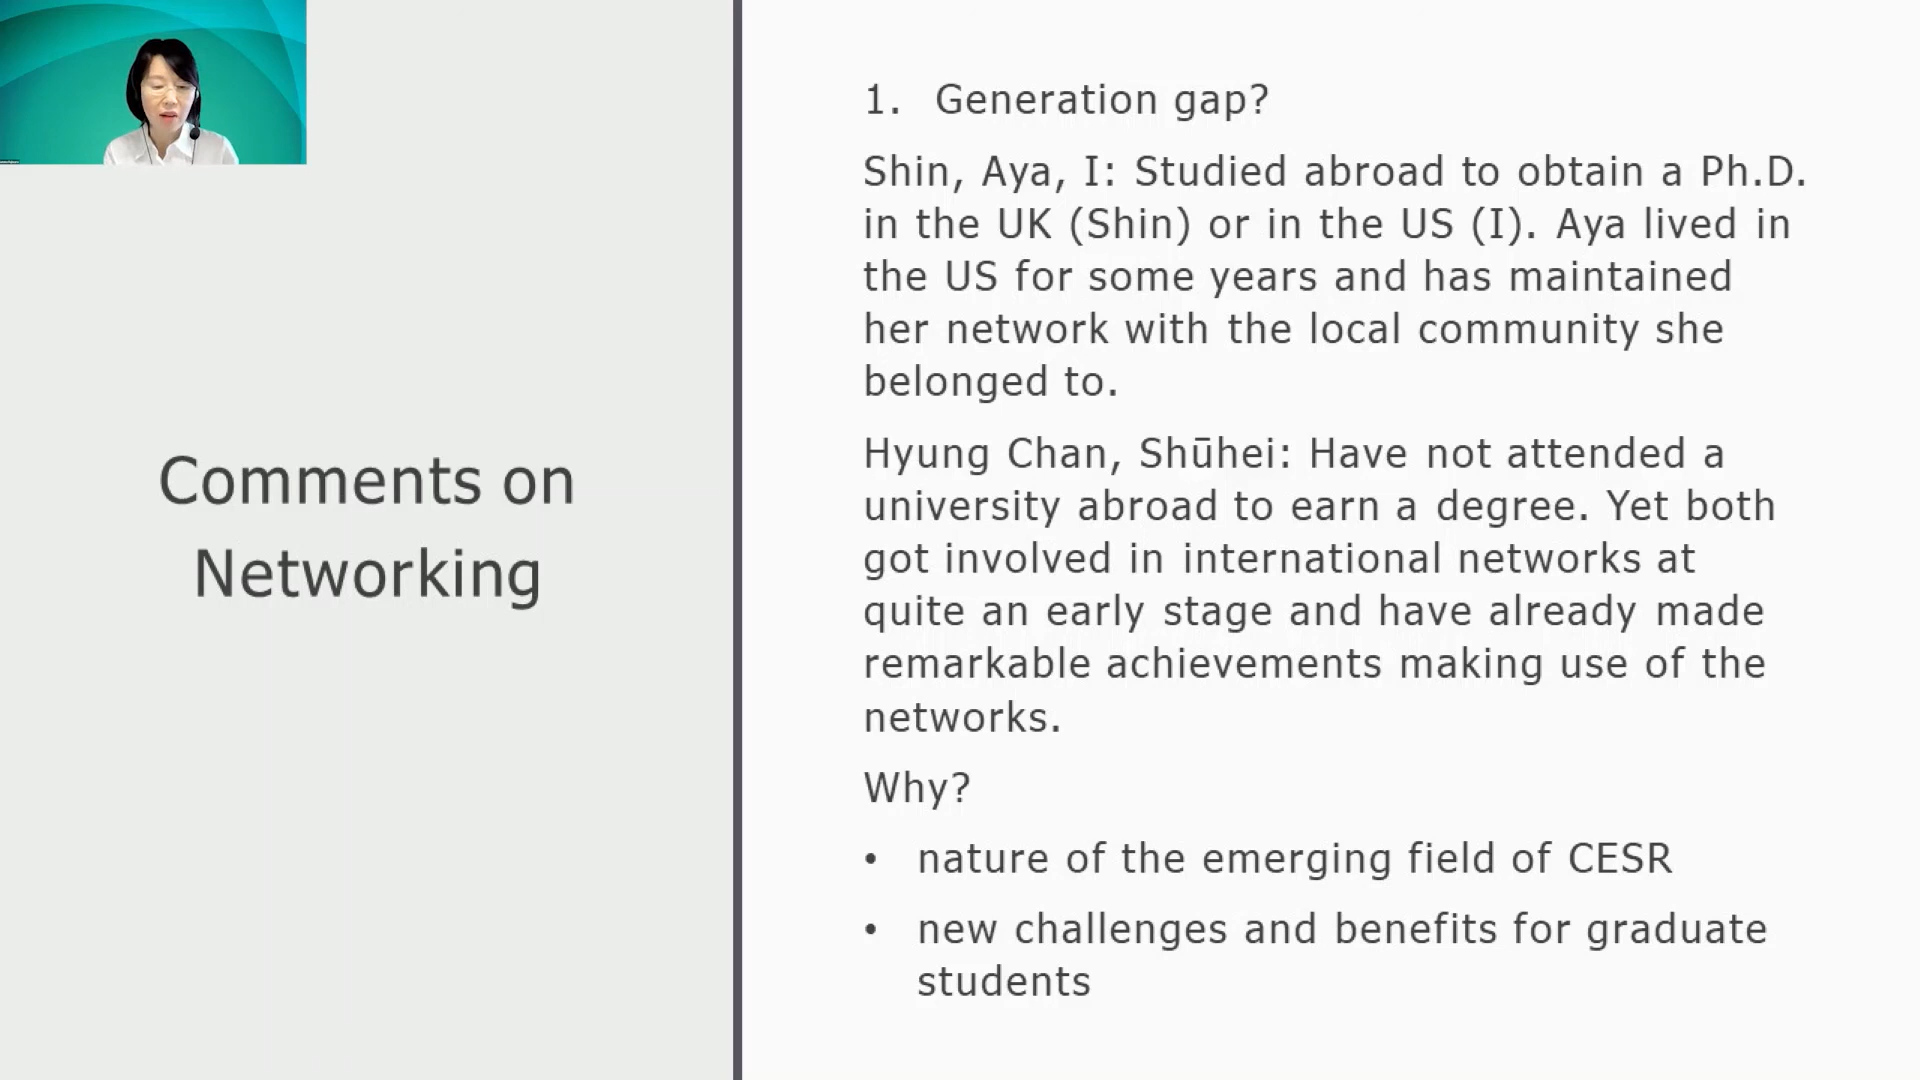 Comments on
Networking
1. Generation gap?
Shin, Aya, I: Studied abroad to obtain a Ph.D.
in the UK (Shin) or in the US (I). Aya lived in
the US for some years and has maintained
her network with the local community she
belonged to.
Hyung Chan, Shūhei: Have not attended a
university abroad to earn a degree. Yet both
got involved in international networks at
quite an early stage and have already made
remarkable achievements making use of the
networks.
Why?
• nature of the emerging field of CESR
• new challenges and benefits for graduate
students